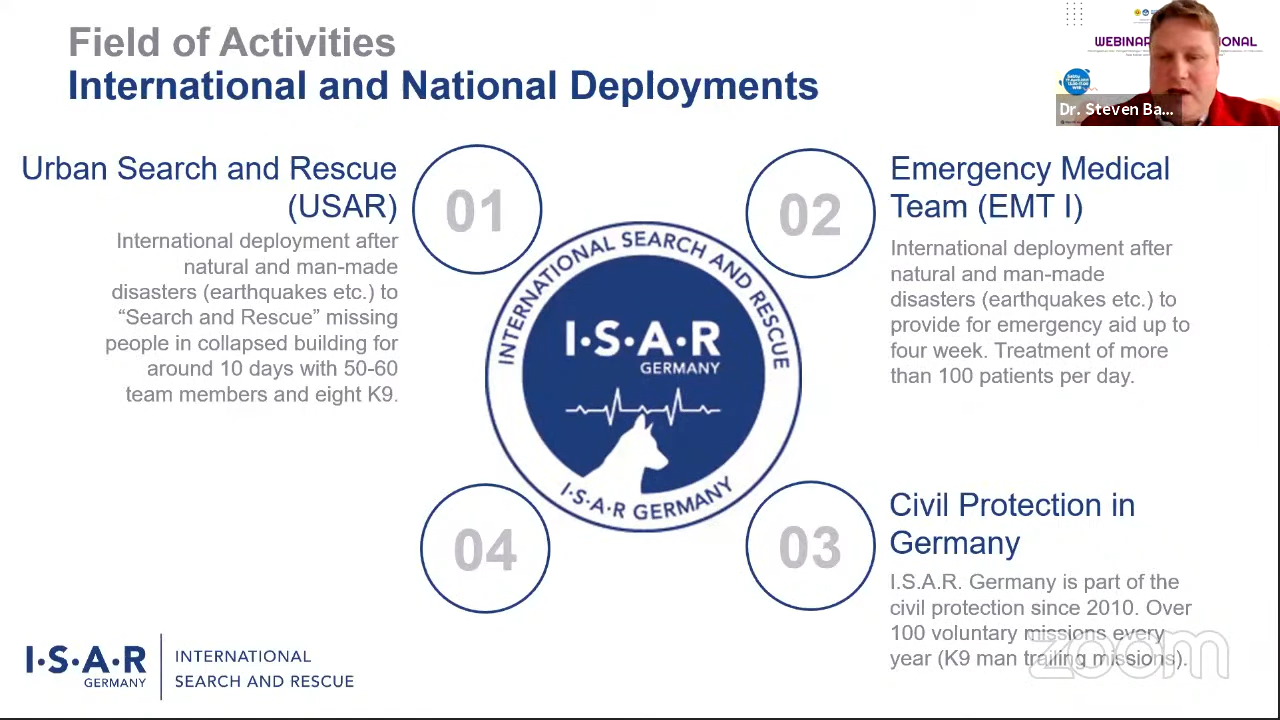 Field of Activities
International and National Deployments
WEBINAR
Dr. Steven Ba...
Urban Search and Rescue
(USAR)
International deployment after
natural and man-made
disasters (earthquakes etc.) to
“Search and Rescue” missing
people in collapsed building for
around 10 days with 50-60
team members and eight K9.
01
02
Emergency Medical
Team (EMT I)
International deployment after
natural and man-made
disasters (earthquakes etc.) to
provide for emergency aid up to
four week. Treatment of more
than 100 patients per day.
INTERNATIONAL SEARCH AND RESCUE
I·S·A·R
GERMANY
I·S·A·R GERMANY
04
03
Civil Protection in
Germany
I.S.A.R. Germany is part of the
civil protection since 2010. Over
100 voluntary missions every
year (K9 man trailing missions).
zoom
I·S·A·R
GERMANY
INTERNATIONAL
SEARCH AND RESCUE